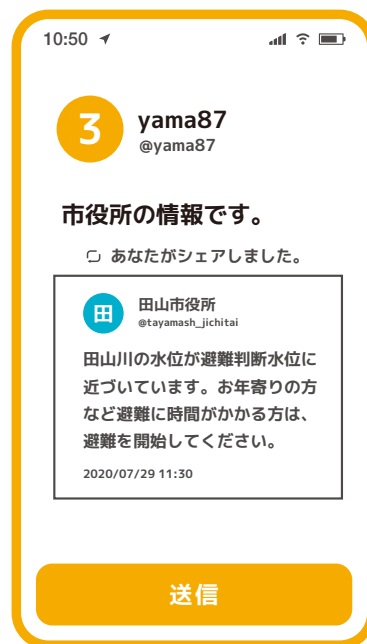 10:50
3
yama87
@yama87
市役所の情報です。
あなたがシェアしました。
田
田山市役所
@tayamash_jichitai
田山川の水位が避難判断水位に
近づいています。お年寄りの方
など避難に時間がかかる方は、
避難を開始してください。
2020/07/29 11:30
送信